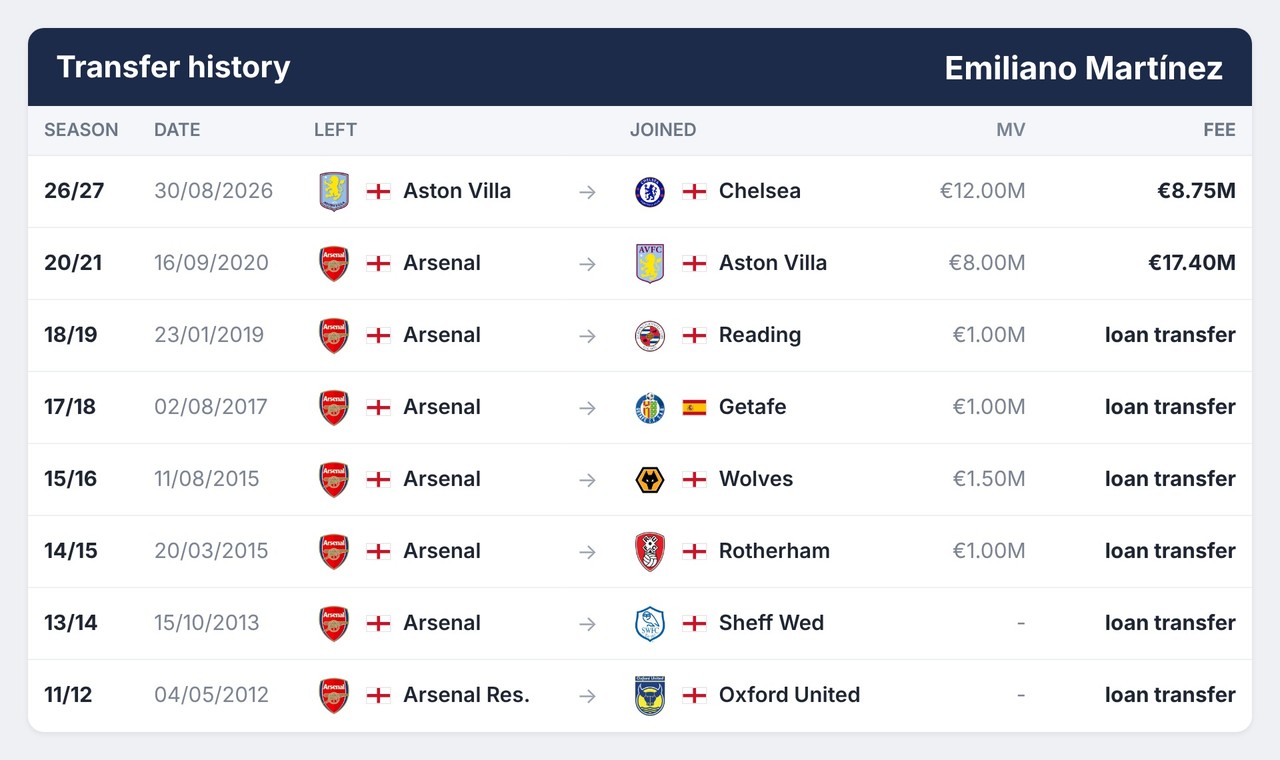 Transfer history Emiliano Martínez
SEASON DATE LEFT JOINED MV FEE
26/27 30/08/2026 Aston Villa → Chelsea €12.00M €8.75M
20/21 16/09/2020 Arsenal → AVFC Aston Villa €8.00M €17.40M
18/19 23/01/2019 Arsenal → Reading €1.00M loan transfer
17/18 02/08/2017 Arsenal → Getafe €1.00M loan transfer
15/16 11/08/2015 Arsenal → Wolves €1.50M loan transfer
14/15 20/03/2015 Arsenal → Rotherham €1.00M loan transfer
13/14 15/10/2013 Arsenal → SWFC Sheff Wed - loan transfer
11/12 04/05/2012 Arsenal Res. → Oxford United - loan transfer